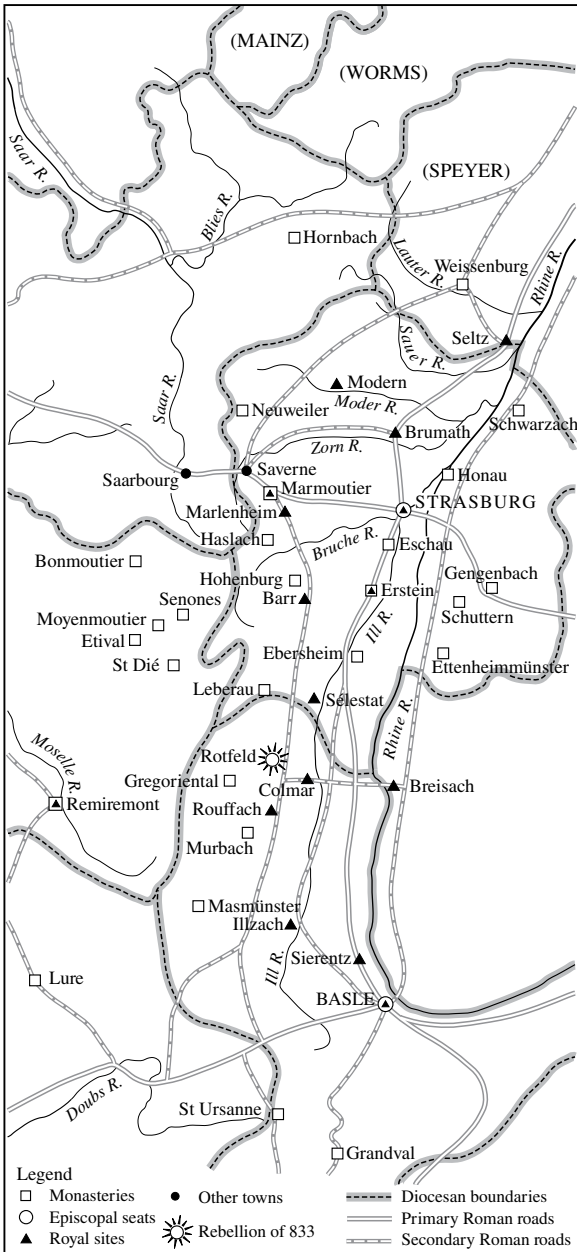 (MAINZ)
(WORMS)
(SPEYER)
Saar R.
Blies R.
Hornbach
Lauter R.
Weissenburg
Rhine R.
Sauer R.
Seltz
Saar R.
Modern
Moder R.
Neuweiler
Schwarzach
Brumath
Zorn R.
Saarbourg
Saverne
Honau
Marmoutier
STRASBURG
Marlenheim
Haslach
Bruche R.
Eschau
Bonmoutier
Hohenburg
Gengenbach
Barr
Erstein
Senones
Schuttern
Moyenmoutier
Etival
Ill R.
Ebersheim
Ettenheimmünster
St Dié
Leberau
Sélestat
Rhine R.
Moselle R.
Rotfeld
Gregoriental
Colmar
Breisach
Remiremont
Rouffach
Murbach
Masmünster
Illzach
Sierentz
Ill R.
Lure
BASLE
Doubs R.
St Ursanne
Grandval
Legend
Monasteries
Episcopal seats
Royal sites
Other towns
Rebellion of 833
Diocesan boundaries
Primary Roman roads
Secondary Roman roads